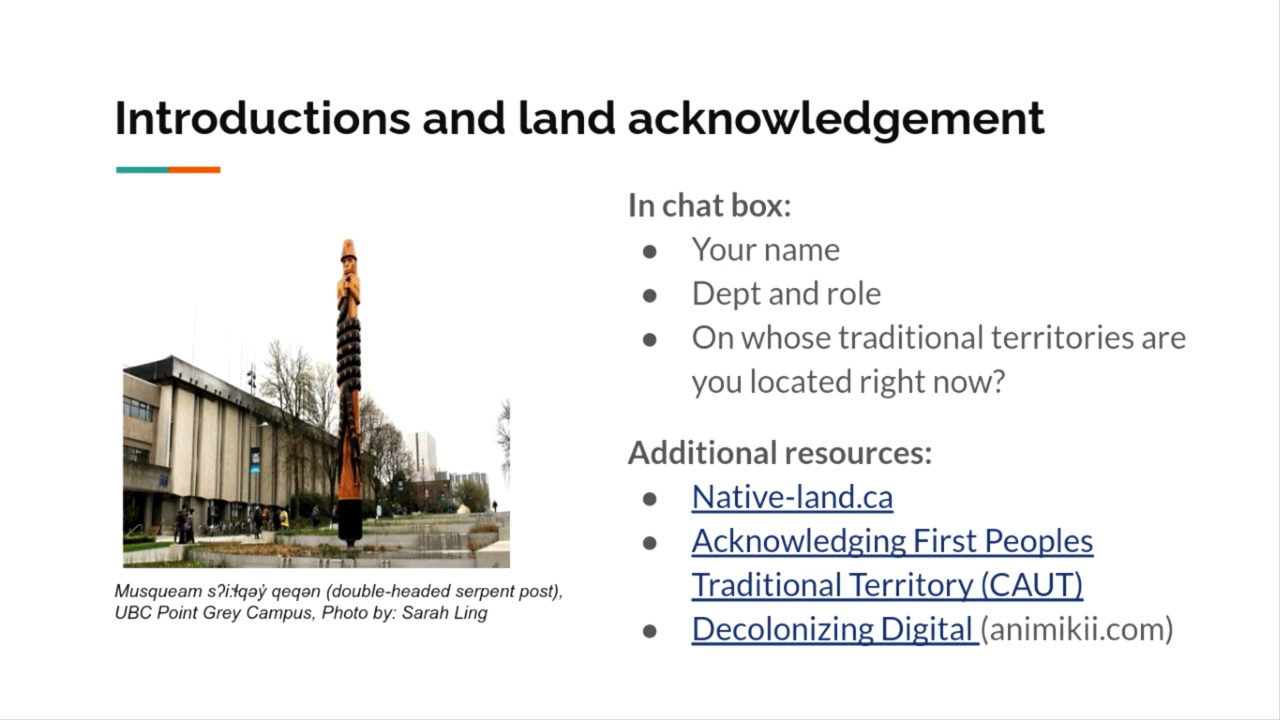 Introductions and land acknowledgement
In chat box:
● Your name
● Dept and role
● On whose traditional territories are
you located right now?
Additional resources:
● Native-land.ca
● Acknowledging First Peoples
Traditional Territory (CAUT)
● Decolonizing Digital (animikii.com)
Musqueam sʔi:ɬqəy̓ qeqən (double-headed serpent post),
UBC Point Grey Campus, Photo by: Sarah Ling